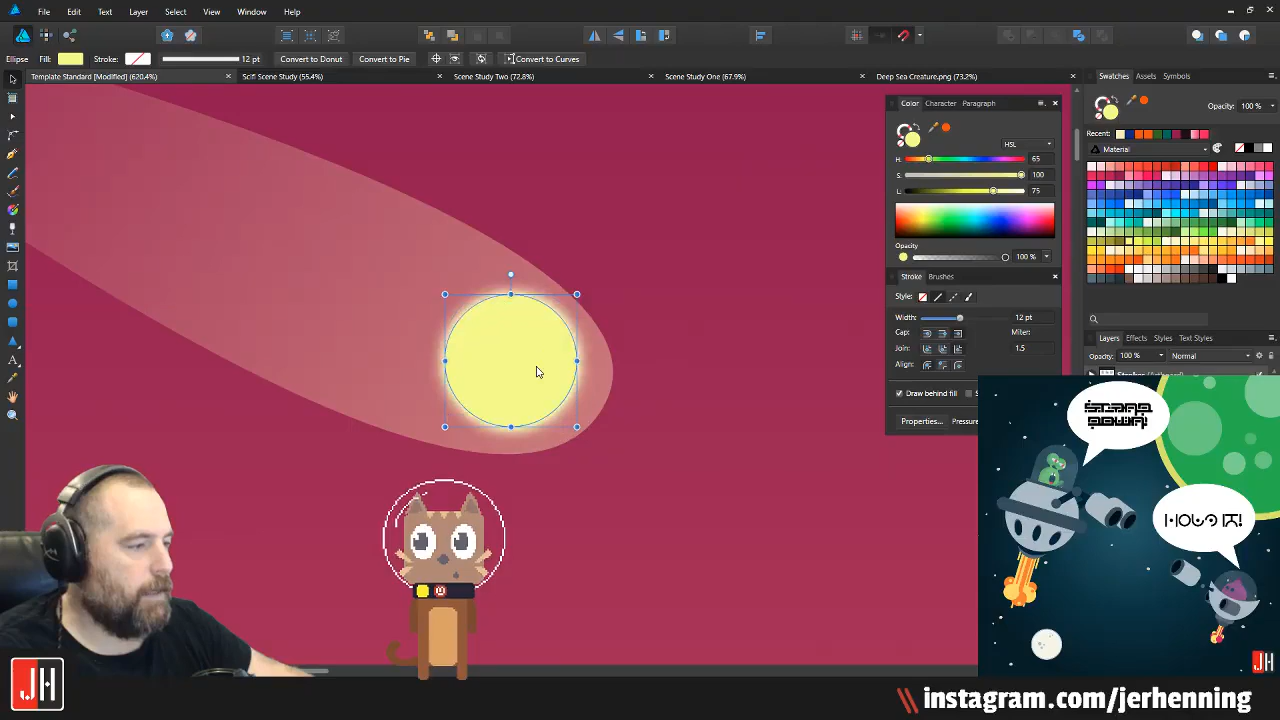 File Edit Text Layer Select View Window Help
Ellipse Fill: Stroke: 12 pt Convert to Donut Convert to Pie Convert to Curves
Template Standard [Modified] (620.4%) × Scifi Scene Study (55.4%) × Scene Study Two (72.8%) × Scene Study One (67.9%) × Deep Sea Creature.png (73.2%) ×
Swatches Assets Symbols
Opacity: 100 %
Recent:
Material
Color Character Paragraph
HSL
H: 65
S: 100
L: 75
Opacity
100 %
Stroke Brushes
Style:
Width: 12 pt
Cap: Miter:
Join: 1.5
Align:
Draw behind fill
Properties... Pressure
Layers Effects Styles Text Styles
Opacity: 100 % Normal
JH
JH
\\ instagram.com/jerhenning